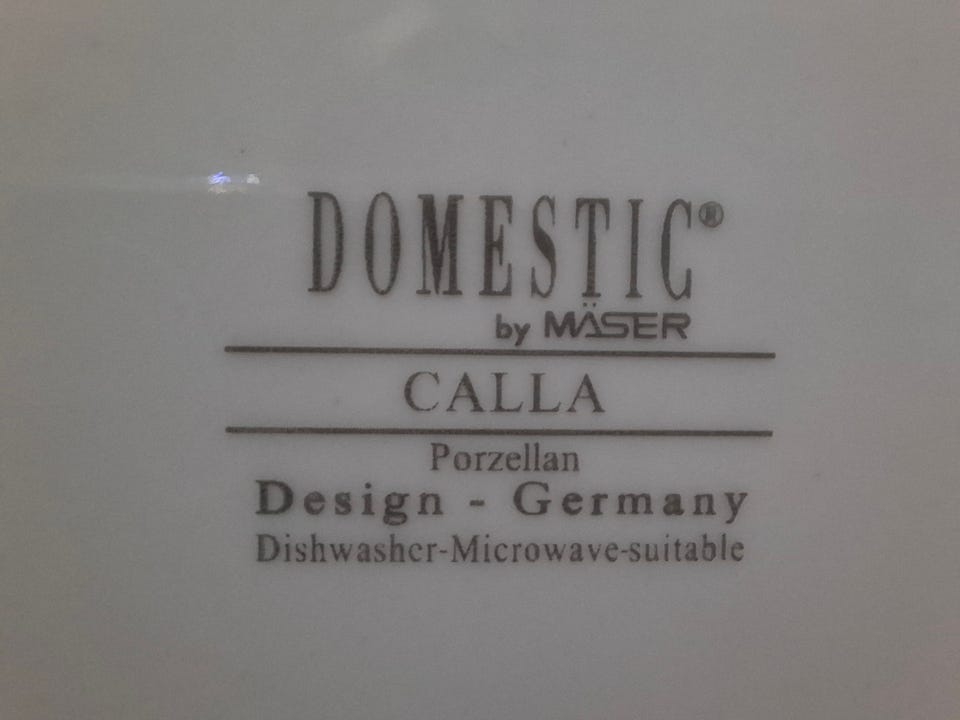 DOMESTIC®
by MÄSER
CALLA
Porzellan
Design - Germany
Dishwasher-Microwave-suitable